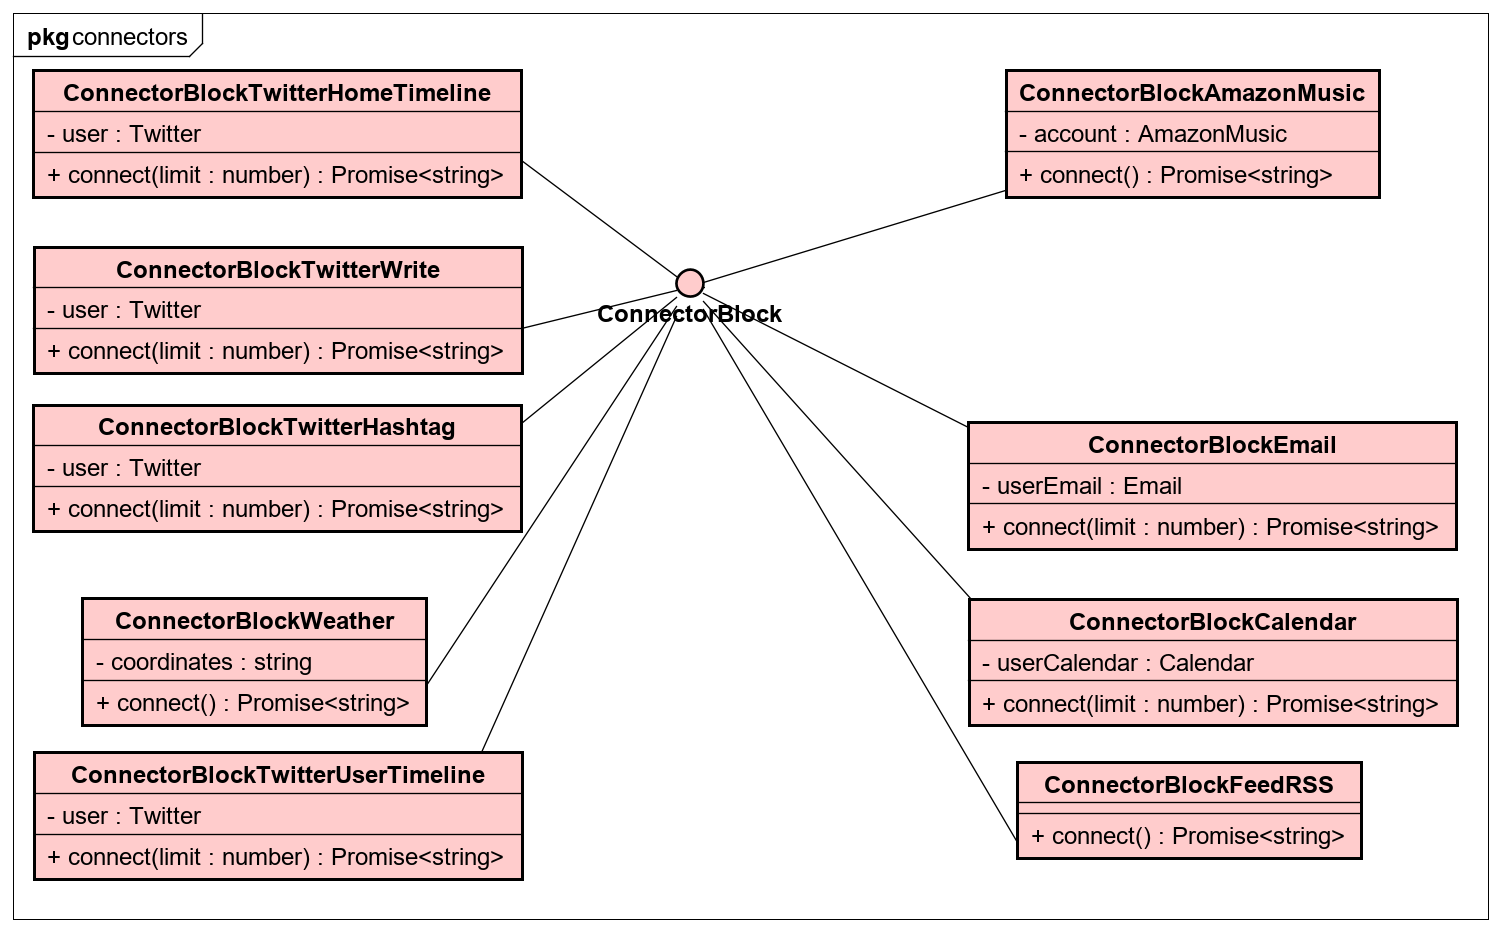 pkg connectors
ConnectorBlockTwitterHomeTimeline
- user : Twitter
+ connect(limit : number) : Promise<string>
ConnectorBlockAmazonMusic
- account : AmazonMusic
+ connect() : Promise<string>
ConnectorBlockTwitterWrite
- user : Twitter
+ connect(limit : number) : Promise<string>
ConnectorBlock
ConnectorBlockTwitterHashtag
- user : Twitter
+ connect(limit : number) : Promise<string>
ConnectorBlockEmail
- userEmail : Email
+ connect(limit : number) : Promise<string>
ConnectorBlockWeather
- coordinates : string
+ connect() : Promise<string>
ConnectorBlockCalendar
- userCalendar : Calendar
+ connect(limit : number) : Promise<string>
ConnectorBlockTwitterUserTimeline
- user : Twitter
+ connect(limit : number) : Promise<string>
ConnectorBlockFeedRSS
+ connect() : Promise<string>